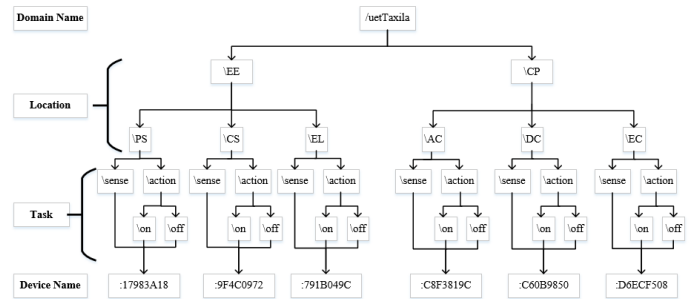 Domain Name /uetTaxila
\EE \CP
Location
\PS \CS \EL \AC \DC \EC
\sense \action \sense \action \sense \action \sense \action \sense \action \sense \action
Task
\on \off \on \off \on \off \on \off \on \off \on \off
Device Name :17983A18 :9F4C0972 :791B049C :C8F3819C :C60B9850 :D6ECF508